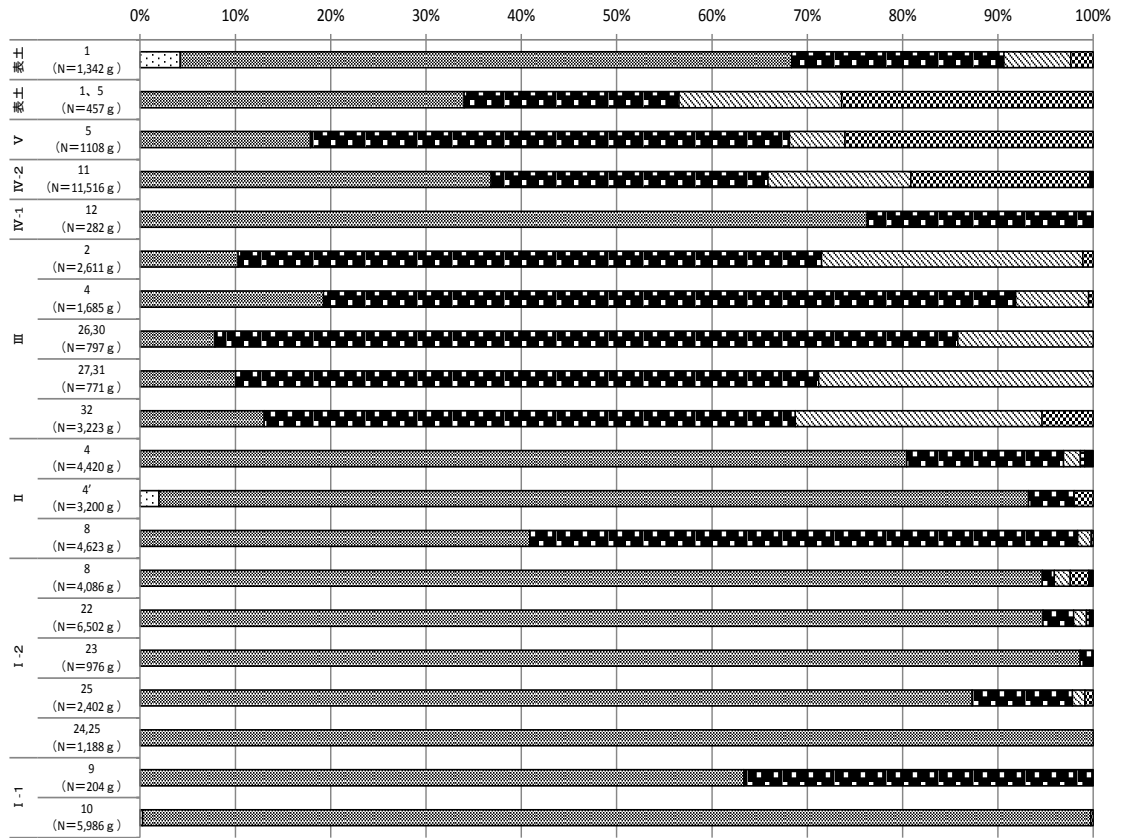 0% 10% 20% 30% 40% 50% 60% 70% 80% 90% 100%
表土
1
（N＝1,342ｇ）
表土
1、5
（N＝457ｇ）
Ⅴ
5
（N＝1108ｇ）
Ⅳ-2
11
（N＝11,516ｇ）
Ⅳ-1
12
（N＝282ｇ）
Ⅲ
2
（N＝2,611ｇ）
4
（N＝1,685ｇ）
26,30
（N＝797ｇ）
27,31
（N＝771ｇ）
32
（N＝3,223ｇ）
Ⅱ
4
（N＝4,420ｇ）
4’
（N＝3,200ｇ）
8
（N＝4,623ｇ）
Ⅰ-2
8
（N＝4,086ｇ）
22
（N＝6,502ｇ）
23
（N＝976ｇ）
25
（N＝2,402ｇ）
24,25
（N＝1,188ｇ）
Ⅰ-1
9
（N＝204ｇ）
10
（N＝5,986ｇ）